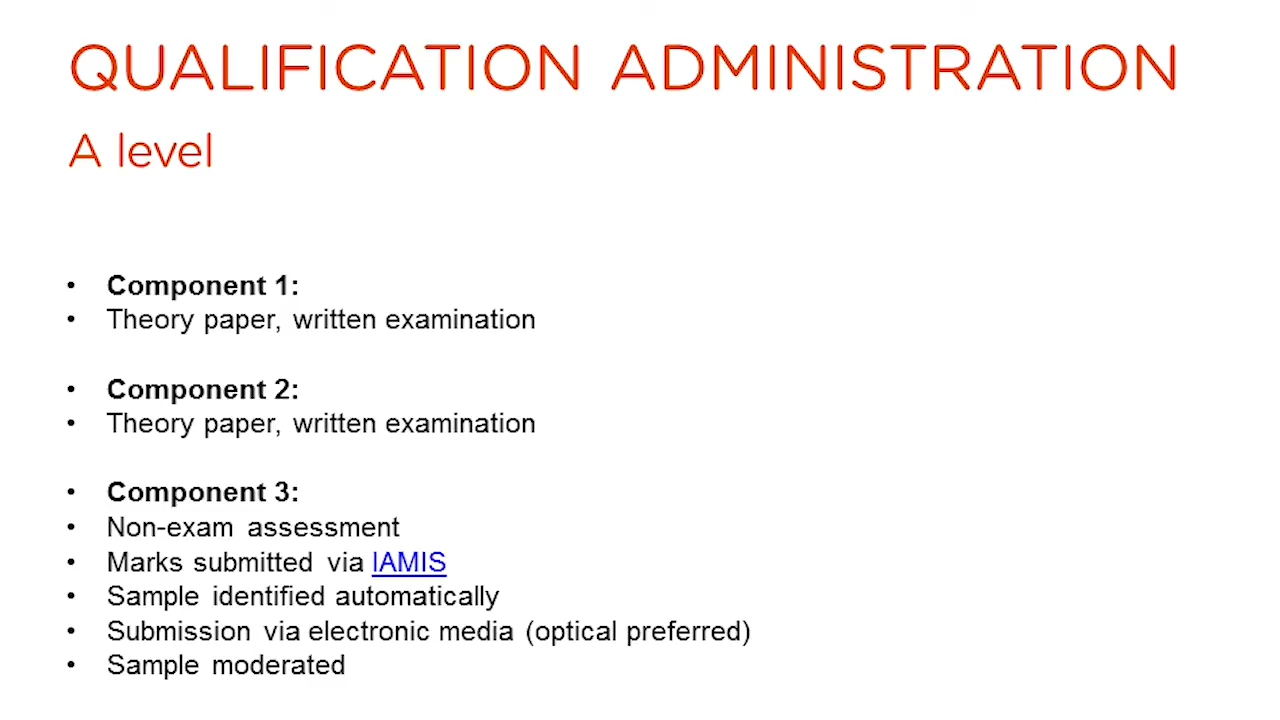 QUALIFICATION ADMINISTRATION
A level
• Component 1:
• Theory paper, written examination
• Component 2:
• Theory paper, written examination
• Component 3:
• Non-exam assessment
• Marks submitted via IAMIS
• Sample identified automatically
• Submission via electronic media (optical preferred)
• Sample moderated